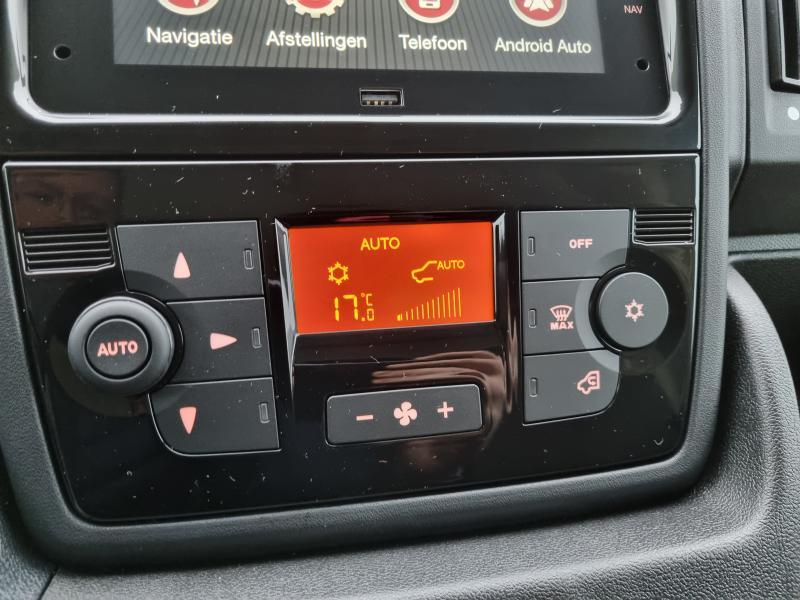 NAV
Navigatie
Afstellingen
Telefoon
Android Auto
AUTO
AUTO
17.0 °C
OFF
MAX
AUTO
- +